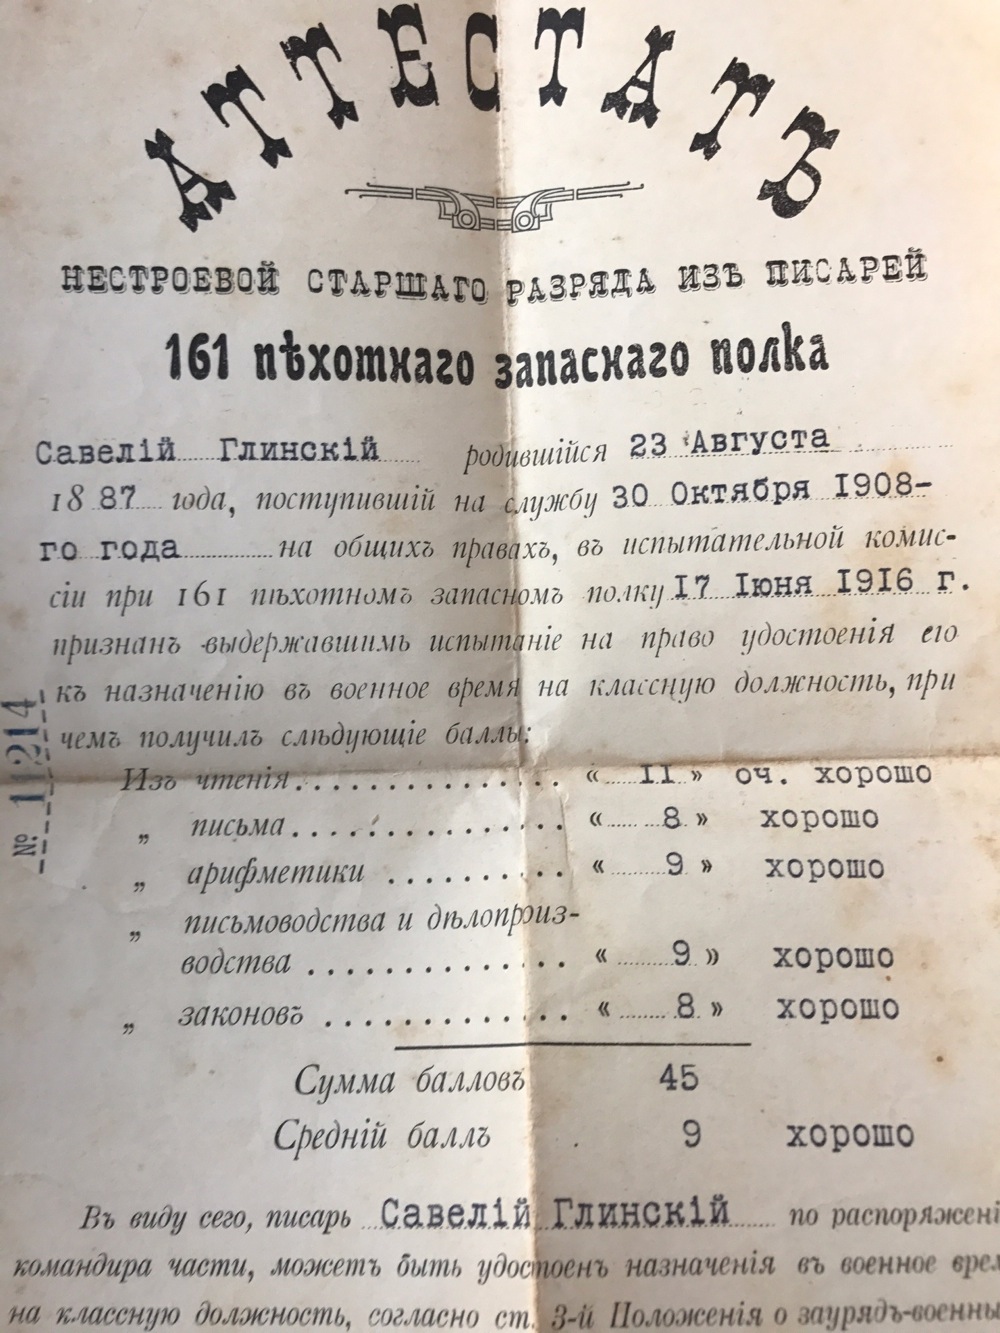 АТТЕСТАТЪ
НЕСТРОЕВОЙ СТАРШАГО РАЗРЯДА ИЗЪ ПИСАРЕЙ
161 пѣхотнаго запаснаго полка
Савелій Глинскій родившійся 23 Августа
1887 года, поступившій на службу 30 Октября 1908-
го года на общихъ правахъ, въ испытательной комис-
сіи при 161 пѣхотномъ запасномъ полку 17 Іюня 1916 г.
признанъ выдержавшимъ испытаніе на право удостоенія его
къ назначенію въ военное время на классную должность, при
чемъ получилъ слѣдующіе баллы:
Изъ чтенія . . . . . . . . . . . . . . « II » оч. хорошо
„ письма . . . . . . . . . . . . . . « 8 » хорошо
„ арифметики . . . . . . . . . . « 9 » хорошо
„ письмоводства и дѣлопроиз-
водства . . . . . . . . . . . . . « 9 » хорошо
„ законовъ . . . . . . . . . . . . . « 8 » хорошо
Сумма балловъ 45
Средній баллъ 9 хорошо
Въ виду сего, писарь Савелій Глинскій по распоряжені
командира части, можетъ быть удостоенъ назначенія въ военное врем
на классную должность, согласно ст. 3-й Положенія о заурядъ-военны
№ 11214